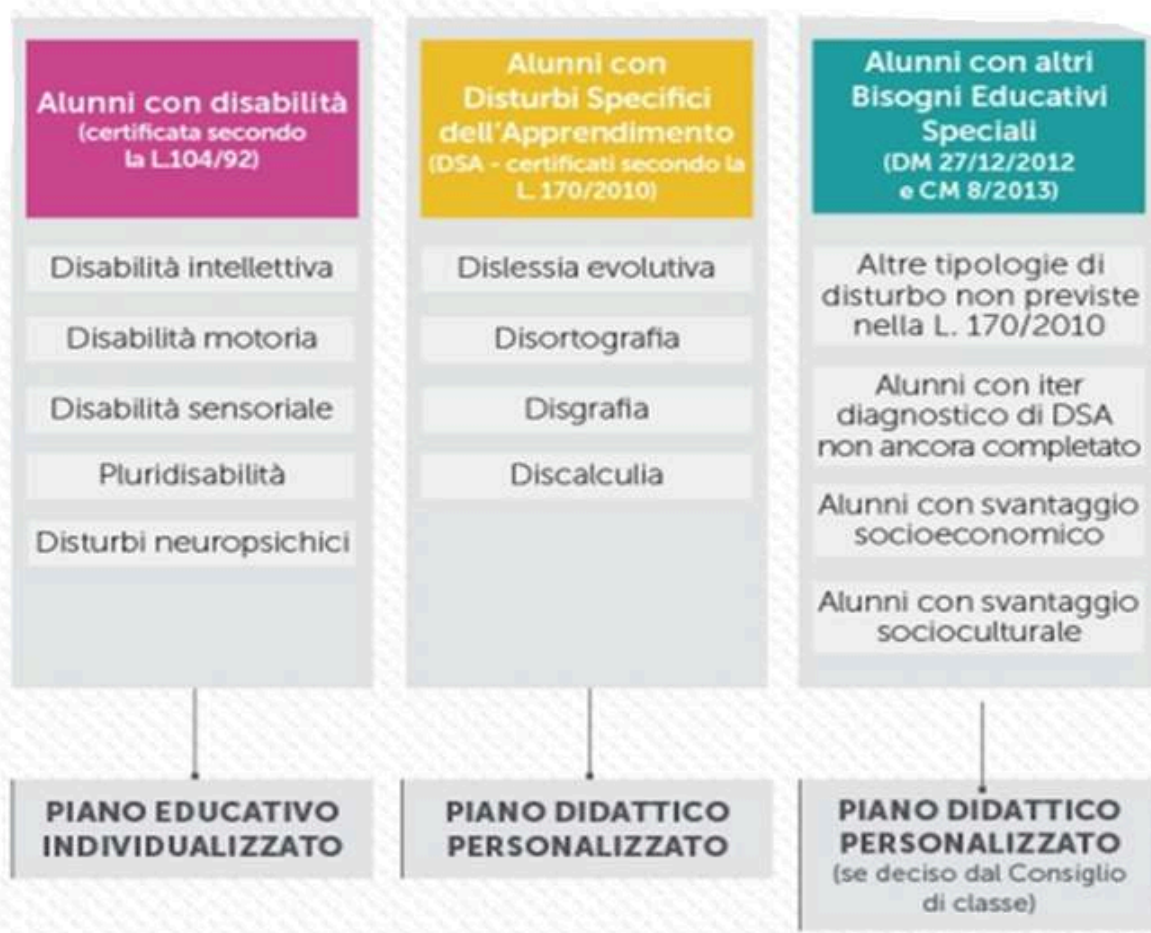 Alunni con disabilità
(certificata secondo
la L.104/92)
Disabilità intellettiva
Disabilità motoria
Disabilità sensoriale
Pluridisabilità
Disturbi neuropsichici
PIANO EDUCATIVO
INDIVIDUALIZZATO
Alunni con
Disturbi Specifici
dell'Apprendimento
(DSA - certificati secondo la
L. 170/2010)
Dislessia evolutiva
Disortografia
Disgrafia
Discalculia
PIANO DIDATTICO
PERSONALIZZATO
Alunni con altri
Bisogni Educativi
Speciali
(DM 27/12/2012
e CM 8/2013)
Altre tipologie di
disturbo non previste
nella L. 170/2010
Alunni con iter
diagnostico di DSA
non ancora completato
Alunni con svantaggio
socioeconomico
Alunni con svantaggio
socioculturale
PIANO DIDATTICO
PERSONALIZZATO
(se deciso dal Consiglio
di classe)